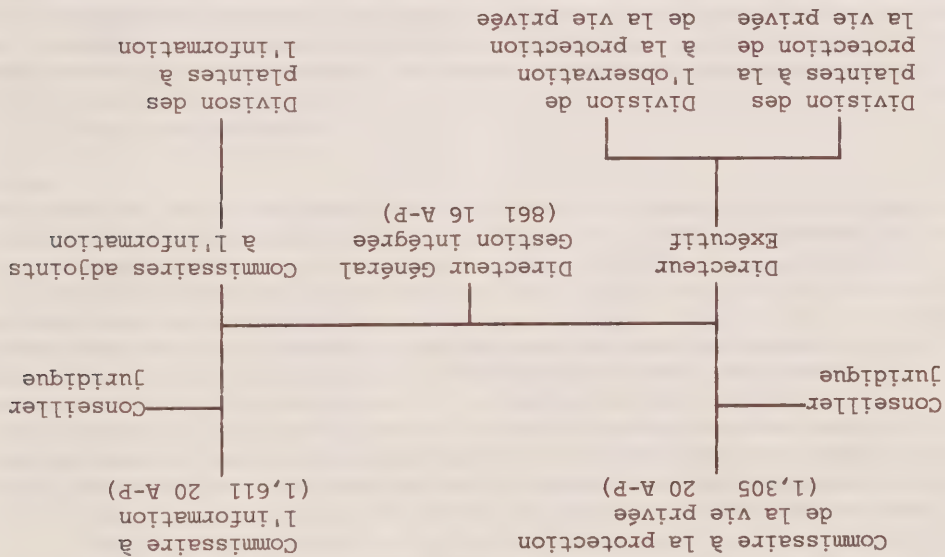 Commissaire à
l'information
(1,611 20 A-P)
Commissaire à la protection
de la vie privée
(1,305 20 A-P)
Conseiller
juridique
Conseiller
juridique
Commissaires adjoints
à l'information
Directeur Général
Gestion intégrée
(861 16 A-P)
Directeur
Exécutif
Divison des
plaintes à
l'information
Division de
l'observation
à la protection
de la vie privée
Division des
plaintes à la
protection de
la vie privée